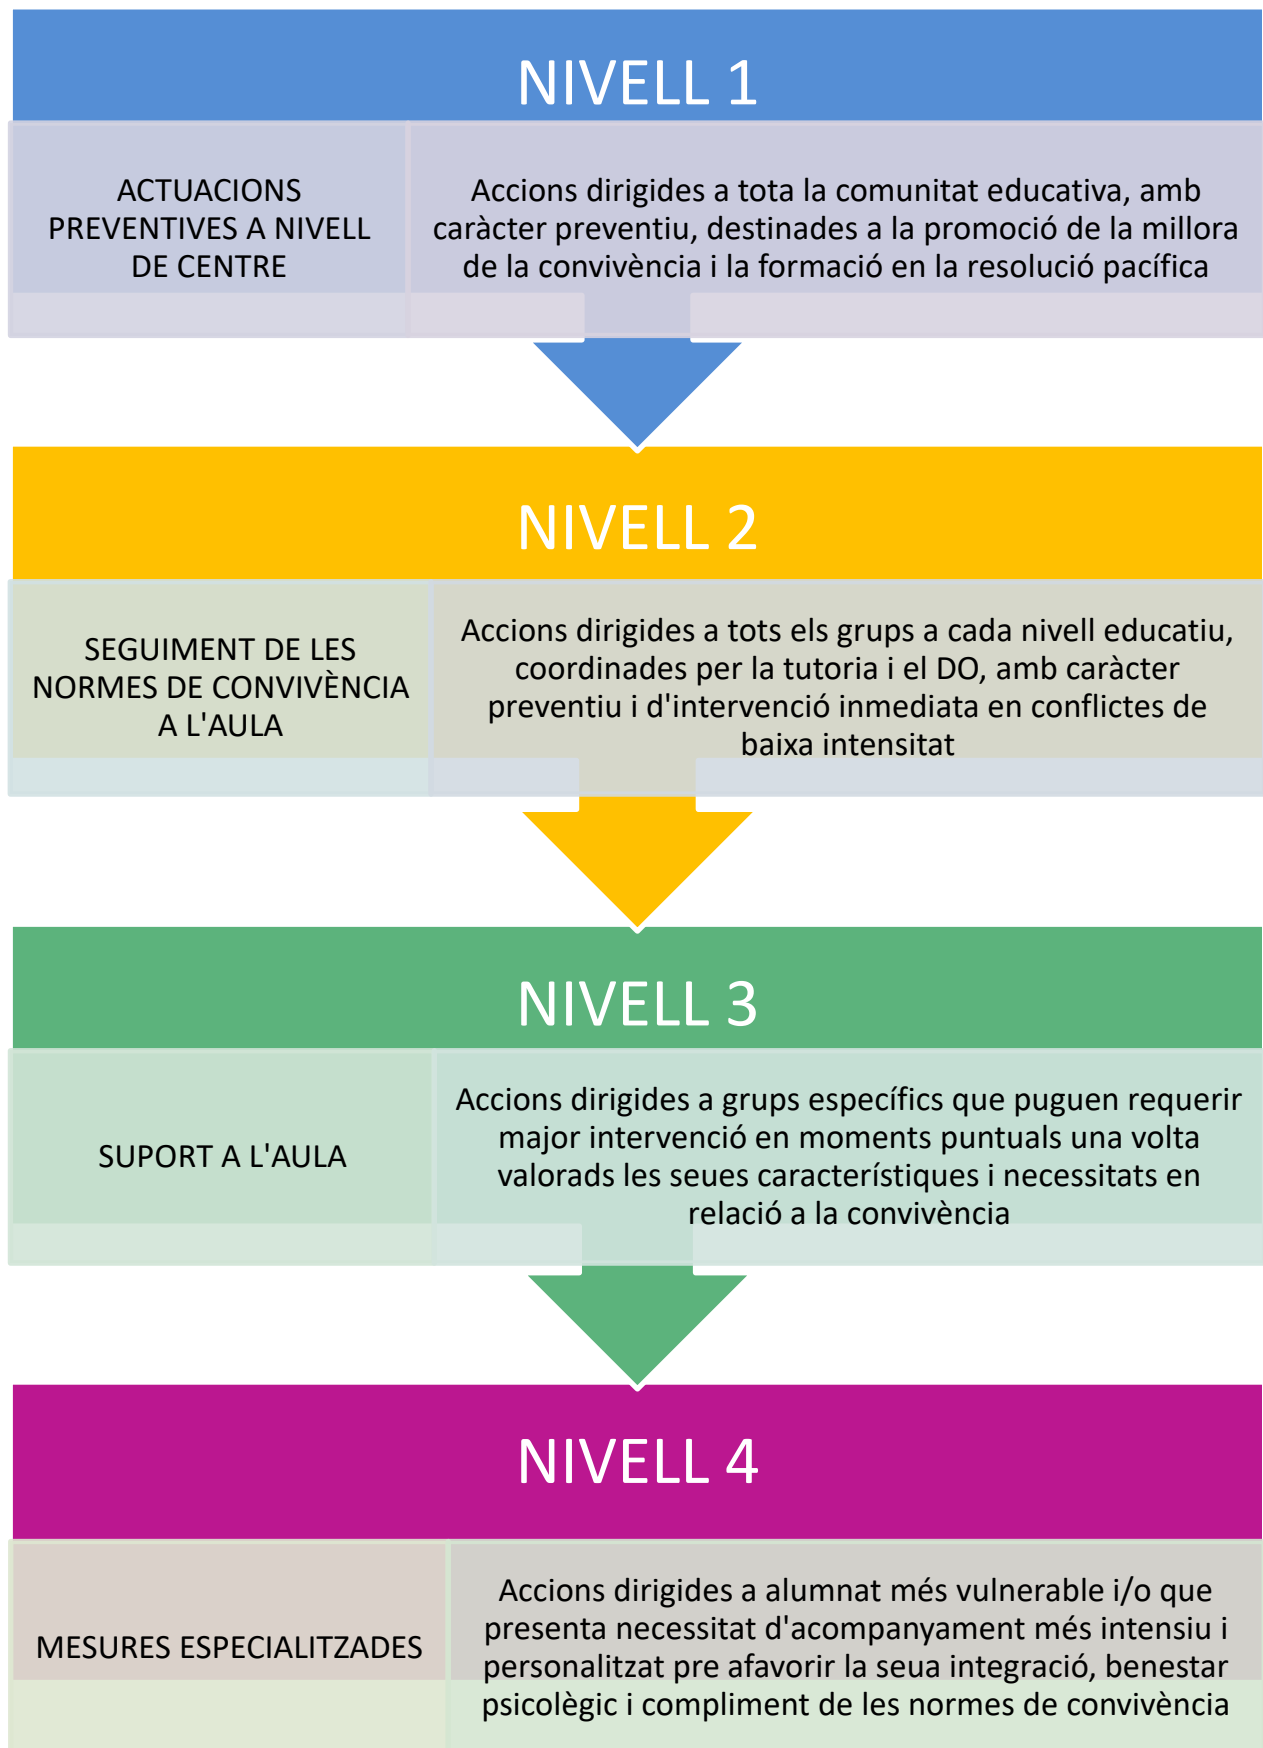 NIVELL 1
ACTUACIONS
PREVENTIVES A NIVELL
DE CENTRE
Accions dirigides a tota la comunitat educativa, amb
caràcter preventiu, destinades a la promoció de la millora
de la convivència i la formació en la resolució pacífica
NIVELL 2
SEGUIMENT DE LES
NORMES DE CONVIVÈNCIA
A L'AULA
Accions dirigides a tots els grups a cada nivell educatiu,
coordinades per la tutoria i el DO, amb caràcter
preventiu i d'intervenció inmediata en conflictes de
baixa intensitat
NIVELL 3
SUPORT A L'AULA
Accions dirigides a grups específics que puguen requerir
major intervenció en moments puntuals una volta
valorads les seues característiques i necessitats en
relació a la convivència
NIVELL 4
MESURES ESPECIALITZADES
Accions dirigides a alumnat més vulnerable i/o que
presenta necessitat d'acompanyament més intensiu i
personalitzat pre afavorir la seua integració, benestar
psicològic i compliment de les normes de convivència